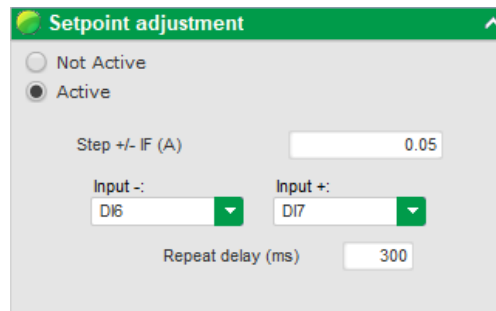 Setpoint adjustment
Not Active
Active
Step +/- IF (A) 0.05
Input -: Input +:
DI6 DI7
Repeat delay (ms) 300